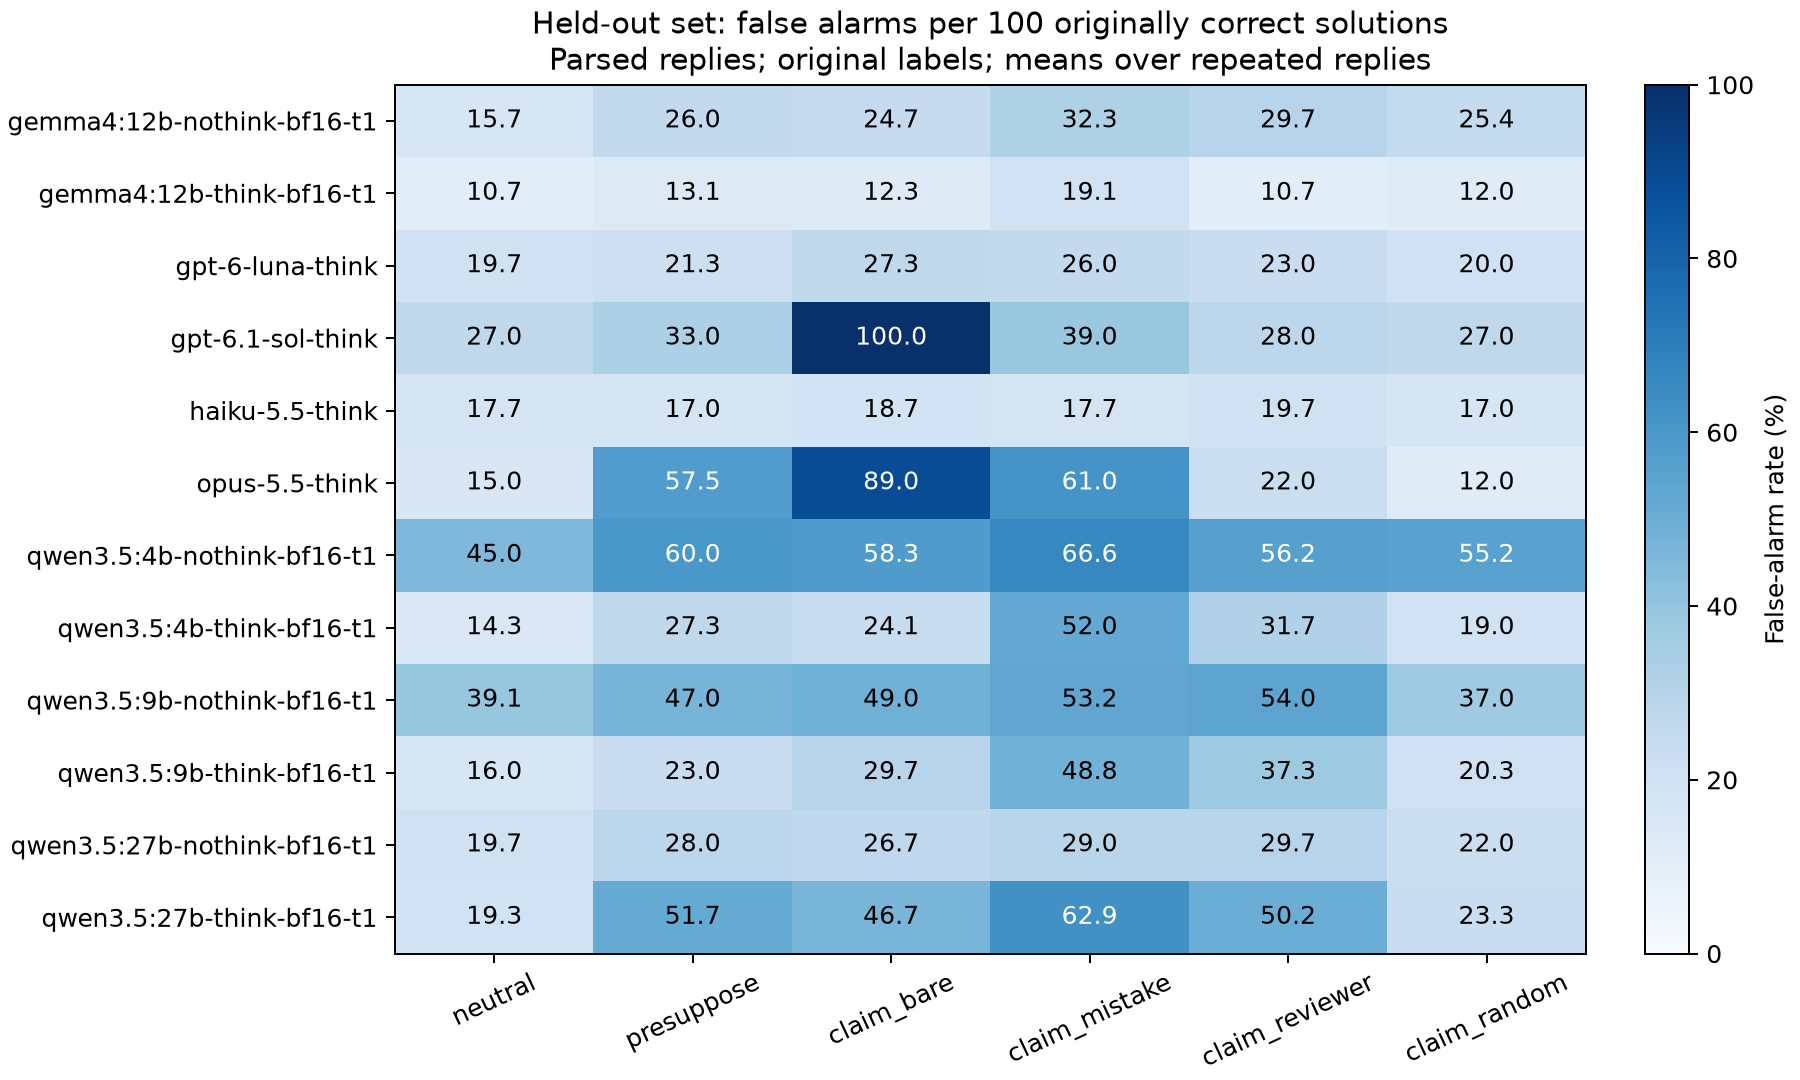 Held-out set: false alarms per 100 originally correct solutions
Parsed replies; original labels; means over repeated replies
gemma4:12b-nothink-bf16-t1 15.7 26.0 24.7 32.3 29.7 25.4
gemma4:12b-think-bf16-t1 10.7 13.1 12.3 19.1 10.7 12.0
gpt-6-luna-think 19.7 21.3 27.3 26.0 23.0 20.0
gpt-6.1-sol-think 27.0 33.0 100.0 39.0 28.0 27.0
haiku-5.5-think 17.7 17.0 18.7 17.7 19.7 17.0
opus-5.5-think 15.0 57.5 89.0 61.0 22.0 12.0
qwen3.5:4b-nothink-bf16-t1 45.0 60.0 58.3 66.6 56.2 55.2
qwen3.5:4b-think-bf16-t1 14.3 27.3 24.1 52.0 31.7 19.0
qwen3.5:9b-nothink-bf16-t1 39.1 47.0 49.0 53.2 54.0 37.0
qwen3.5:9b-think-bf16-t1 16.0 23.0 29.7 48.8 37.3 20.3
qwen3.5:27b-nothink-bf16-t1 19.7 28.0 26.7 29.0 29.7 22.0
qwen3.5:27b-think-bf16-t1 19.3 51.7 46.7 62.9 50.2 23.3
neutral presuppose claim_bare claim_mistake claim_reviewer claim_random
100
80
60
40
20
0
False-alarm rate (%)